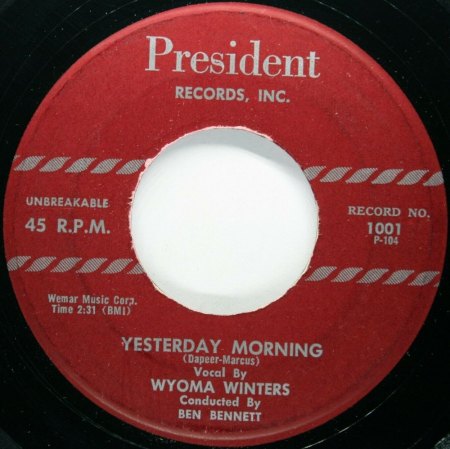 President
RECORDS, INC.
UNBREAKABLE
45 R.P.M.
RECORD NO.
1001
P-104
Wemar Music Corp.
Time 2:31 (BMI)
YESTERDAY MORNING
(Dapeer-Marcus)
Vocal By
WYOMA WINTERS
Conducted By
BEN BENNETT